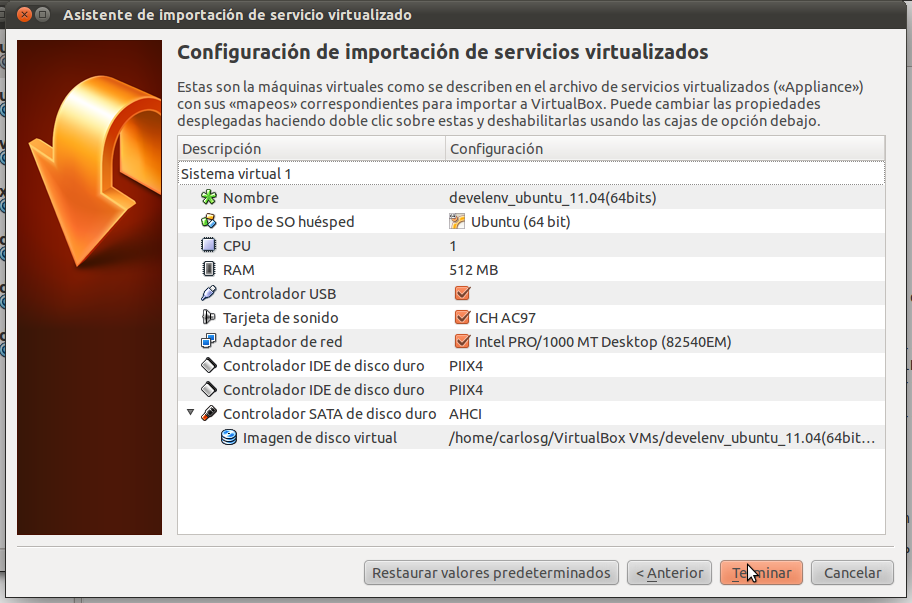 Asistente de importación de servicio virtualizado
Configuración de importación de servicios virtualizados
Estas son la máquinas virtuales como se describen en el archivo de servicios virtualizados («Appliance»)
con sus «mapeos» correspondientes para importar a VirtualBox. Puede cambiar las propiedades
desplegadas haciendo doble clic sobre estas y deshabilitarlas usando las cajas de opción debajo.
Descripción Configuración
Sistema virtual 1
Nombre develenv_ubuntu_11.04(64bits)
Tipo de SO huésped Ubuntu (64 bit)
CPU 1
RAM 512 MB
Controlador USB
Tarjeta de sonido ICH AC97
Adaptador de red Intel PRO/1000 MT Desktop (82540EM)
Controlador IDE de disco duro PIIX4
Controlador IDE de disco duro PIIX4
Controlador SATA de disco duro AHCI
Imagen de disco virtual /home/carlosg/VirtualBox VMs/develenv_ubuntu_11.04(64bit...
Restaurar valores predeterminados < Anterior Terminar Cancelar